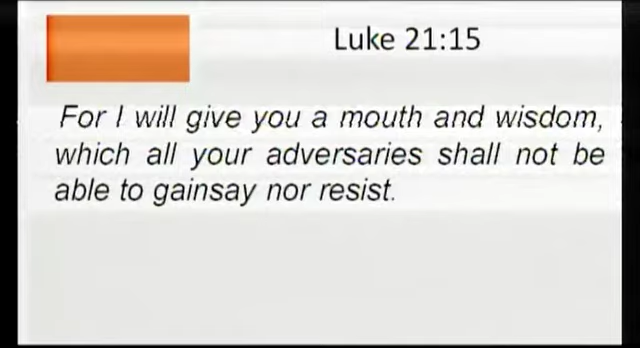 Luke 21:15
For I will give you a mouth and wisdom,
which all your adversaries shall not be
able to gainsay nor resist.